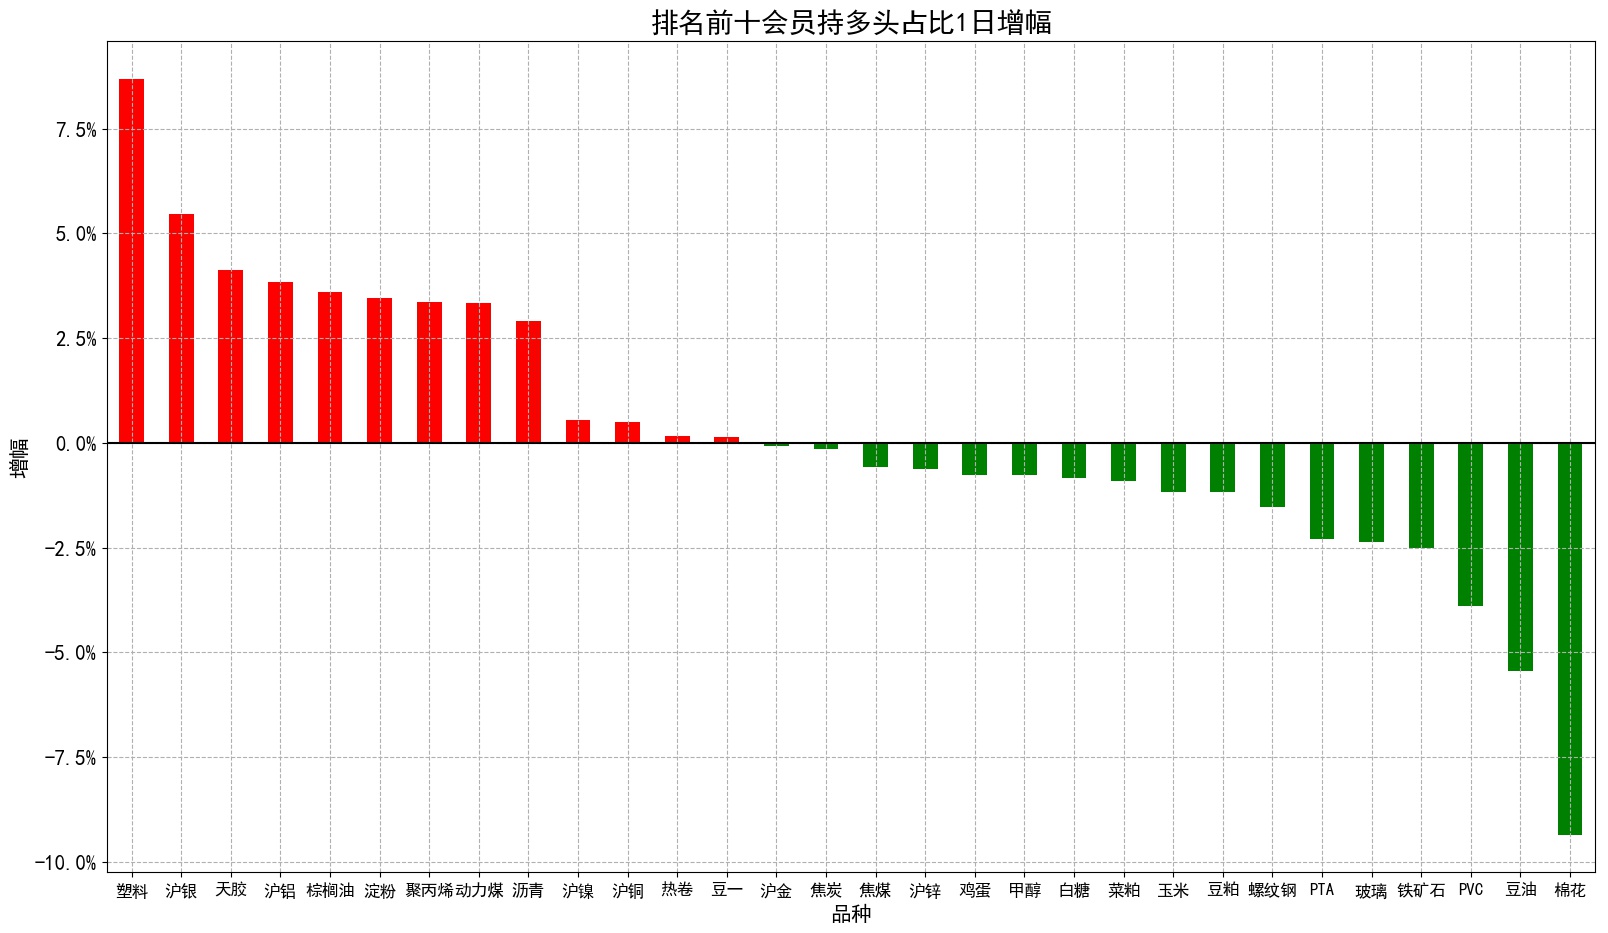 排名前十会员持多头占比1日增幅
7.5%
5.0%
2.5%
0.0%
−2.5%
−5.0%
−7.5%
−10.0%
增幅
塑料 沪银 天胶 沪铝 棕榈油 淀粉 聚丙烯 动力煤 沥青 沪镍 沪铜 热卷 豆一 沪金 焦炭 焦煤 沪锌 鸡蛋 甲醇 白糖 菜粕 玉米 豆粕 螺纹钢 PTA 玻璃 铁矿石 PVC 豆油 棉花
品种